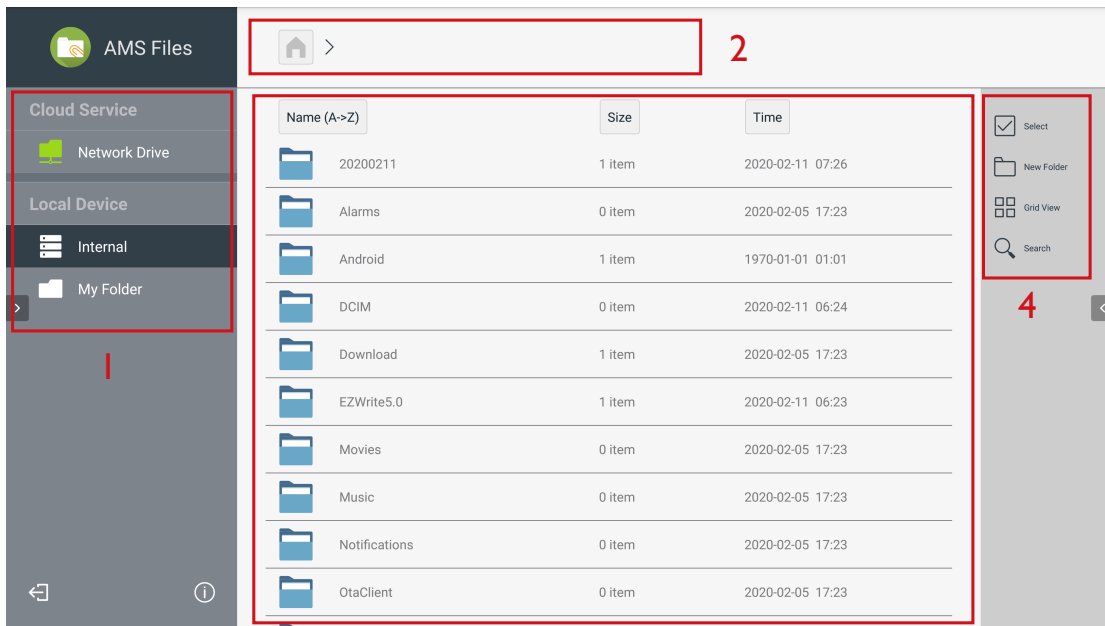 AMS Files
2
Cloud Service
Network Drive
Local Device
Internal
My Folder
1
Name (A->Z) Size Time
20200211 1 item 2020-02-11 07:26
Alarms 0 item 2020-02-05 17:23
Android 1 item 1970-01-01 01:01
DCIM 0 item 2020-02-11 06:24
Download 1 item 2020-02-05 17:23
EZWrite5.0 1 item 2020-02-11 06:23
Movies 0 item 2020-02-05 17:23
Music 0 item 2020-02-05 17:23
Notifications 0 item 2020-02-05 17:23
OtaClient 0 item 2020-02-05 17:23
Select
New Folder
Grid View
Search
4